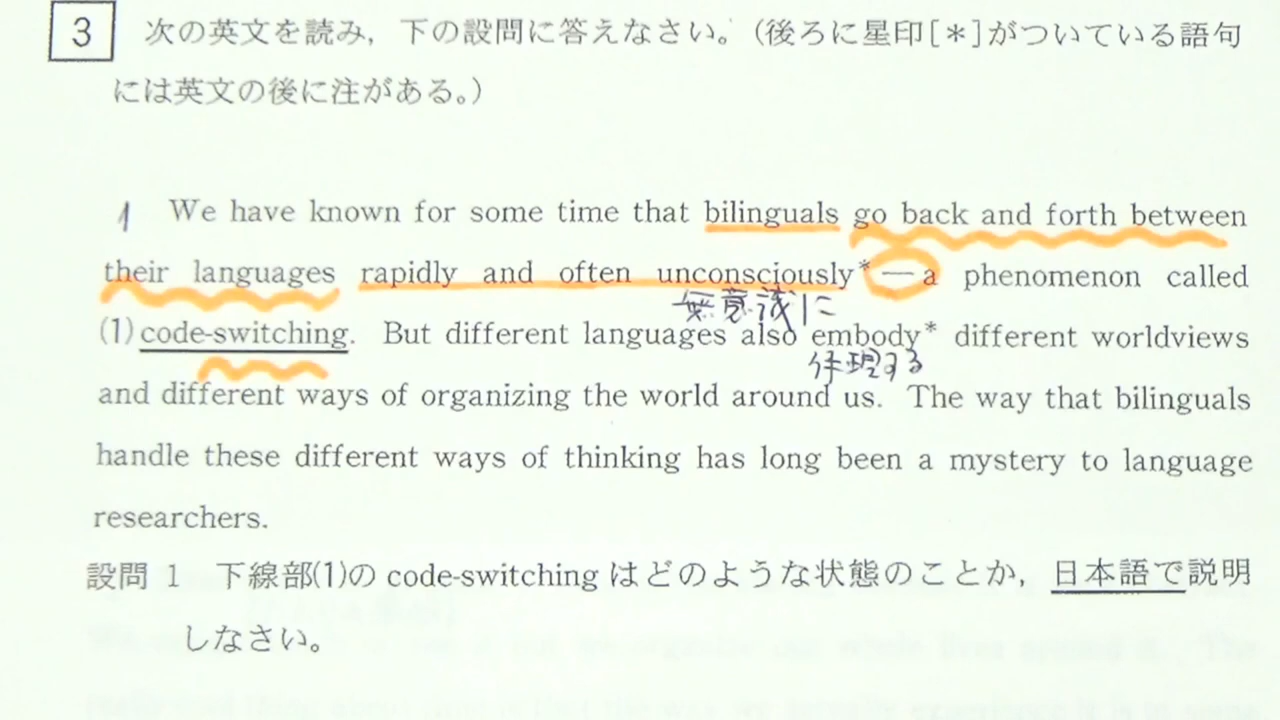 3 次の英文を読み，下の設問に答えなさい。（後ろに星印[＊]がついている語句
には英文の後に注がある。）
1 We have known for some time that bilinguals go back and forth between
their languages rapidly and often unconsciously*—a phenomenon called
無意識に
(1)code-switching. But different languages also embody* different worldviews
体現する
and different ways of organizing the world around us. The way that bilinguals
handle these different ways of thinking has long been a mystery to language
researchers.
設問 1 下線部(1)の code-switching はどのような状態のことか，日本語で説明
しなさい。